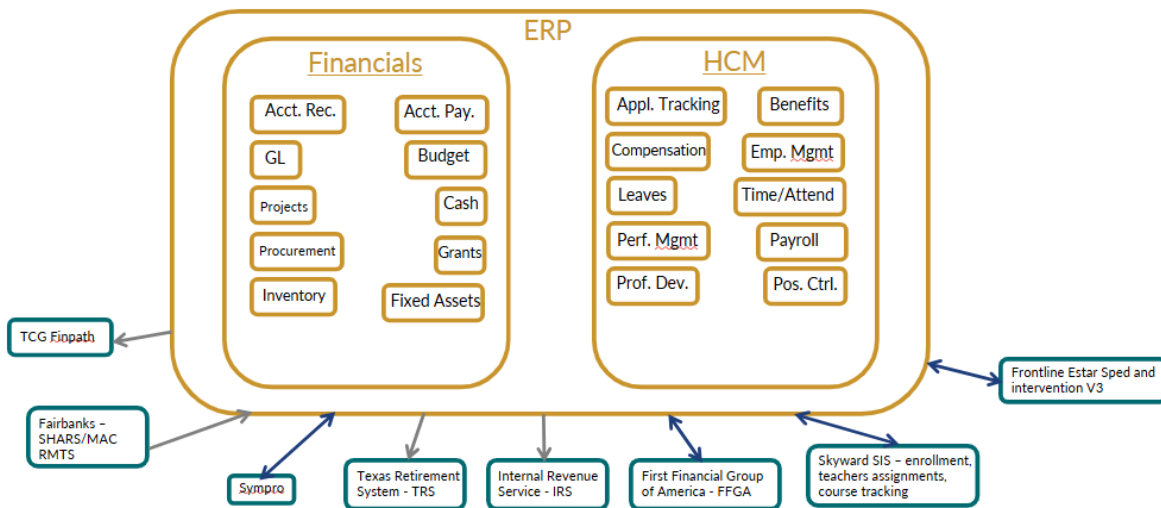 ERP
Financials
Acct. Rec.
Acct. Pay.
GL
Budget
Projects
Cash
Procurement
Grants
Inventory
Fixed Assets
HCM
Appl. Tracking
Benefits
Compensation
Emp. Mgmt
Leaves
Time/Attend
Perf. Mgmt
Payroll
Prof. Dev.
Pos. Ctrl.
TCG Finpath
Fairbanks –
SHARS/MAC
RMTS
Sympro
Texas Retirement
System - TRS
Internal Revenue
Service - IRS
First Financial Group
of America - FFGA
Skyward SIS – enrollment,
teachers assignments,
course tracking
Frontline Estar Sped and
intervention V3